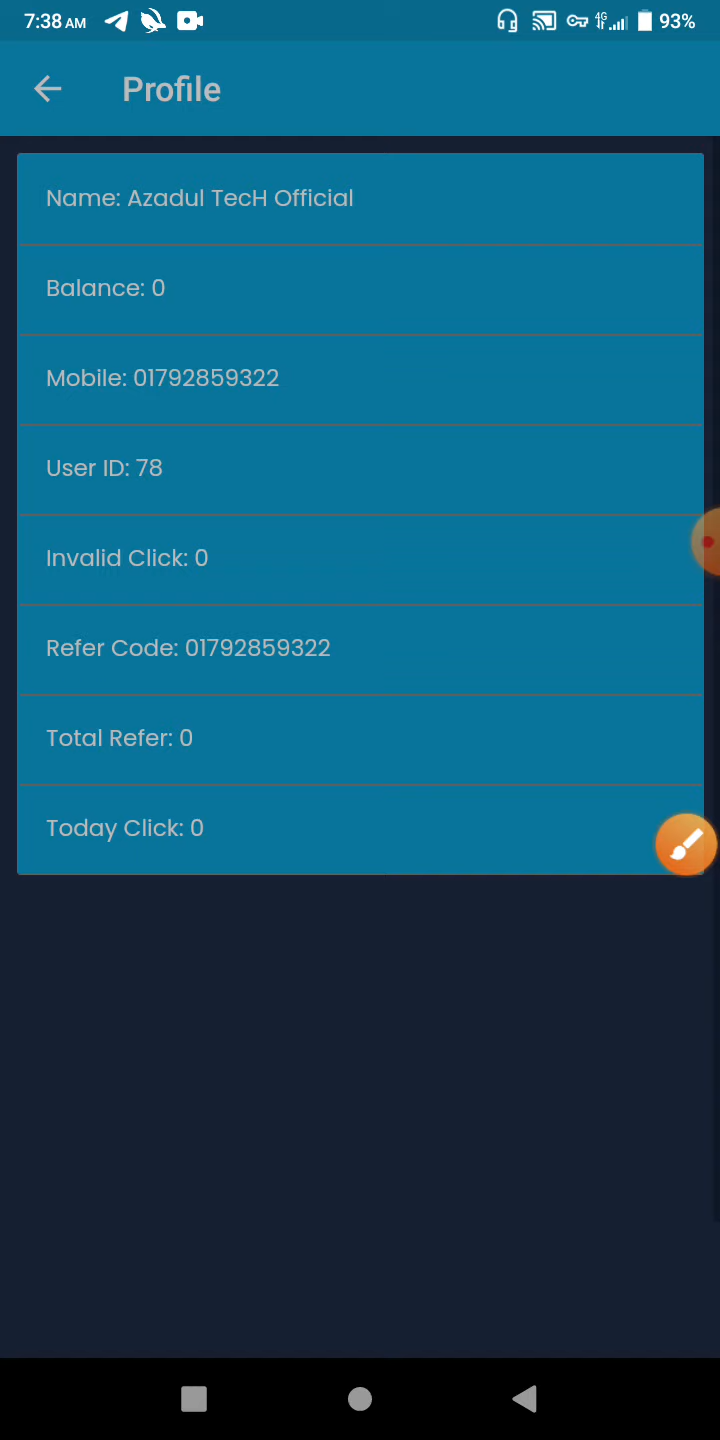 7:38 AM
4G
93%
Profile
Name: Azadul TecH Official
Balance: 0
Mobile: 01792859322
User ID: 78
Invalid Click: 0
Refer Code: 01792859322
Total Refer: 0
Today Click: 0